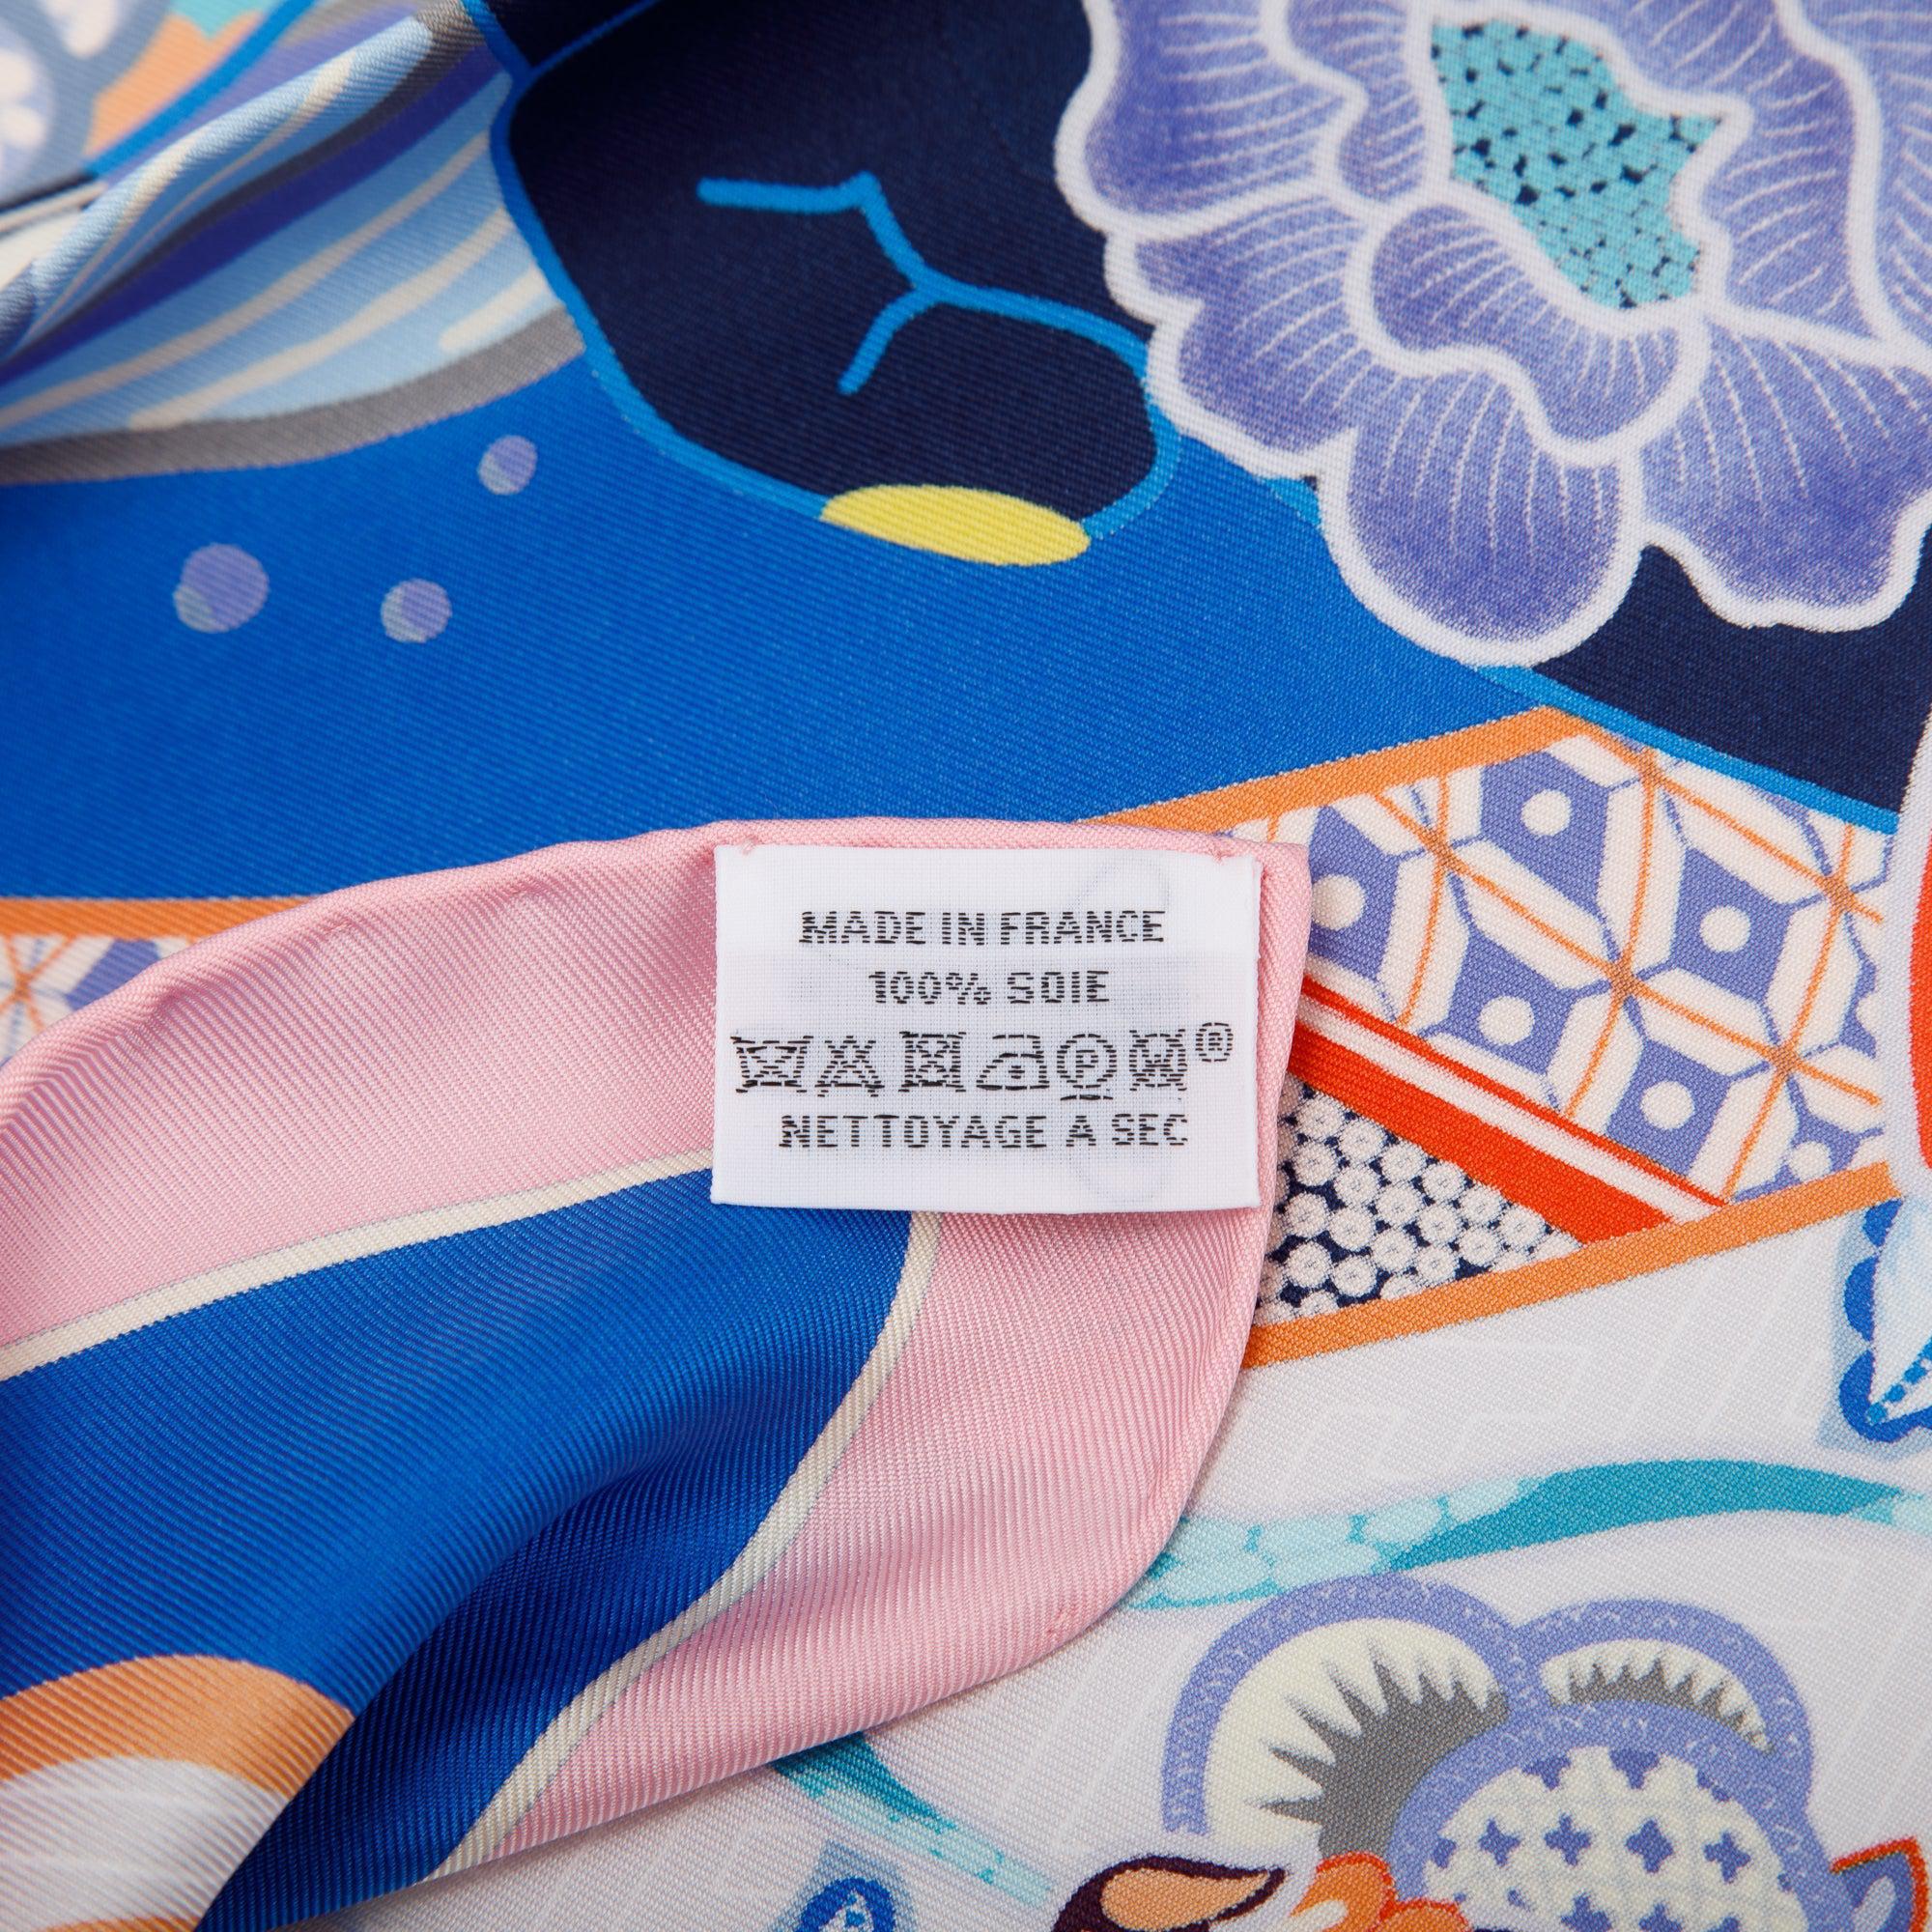 MADE IN FRANCE
100% SOIE
P W ®
NETTOYAGE A SEC